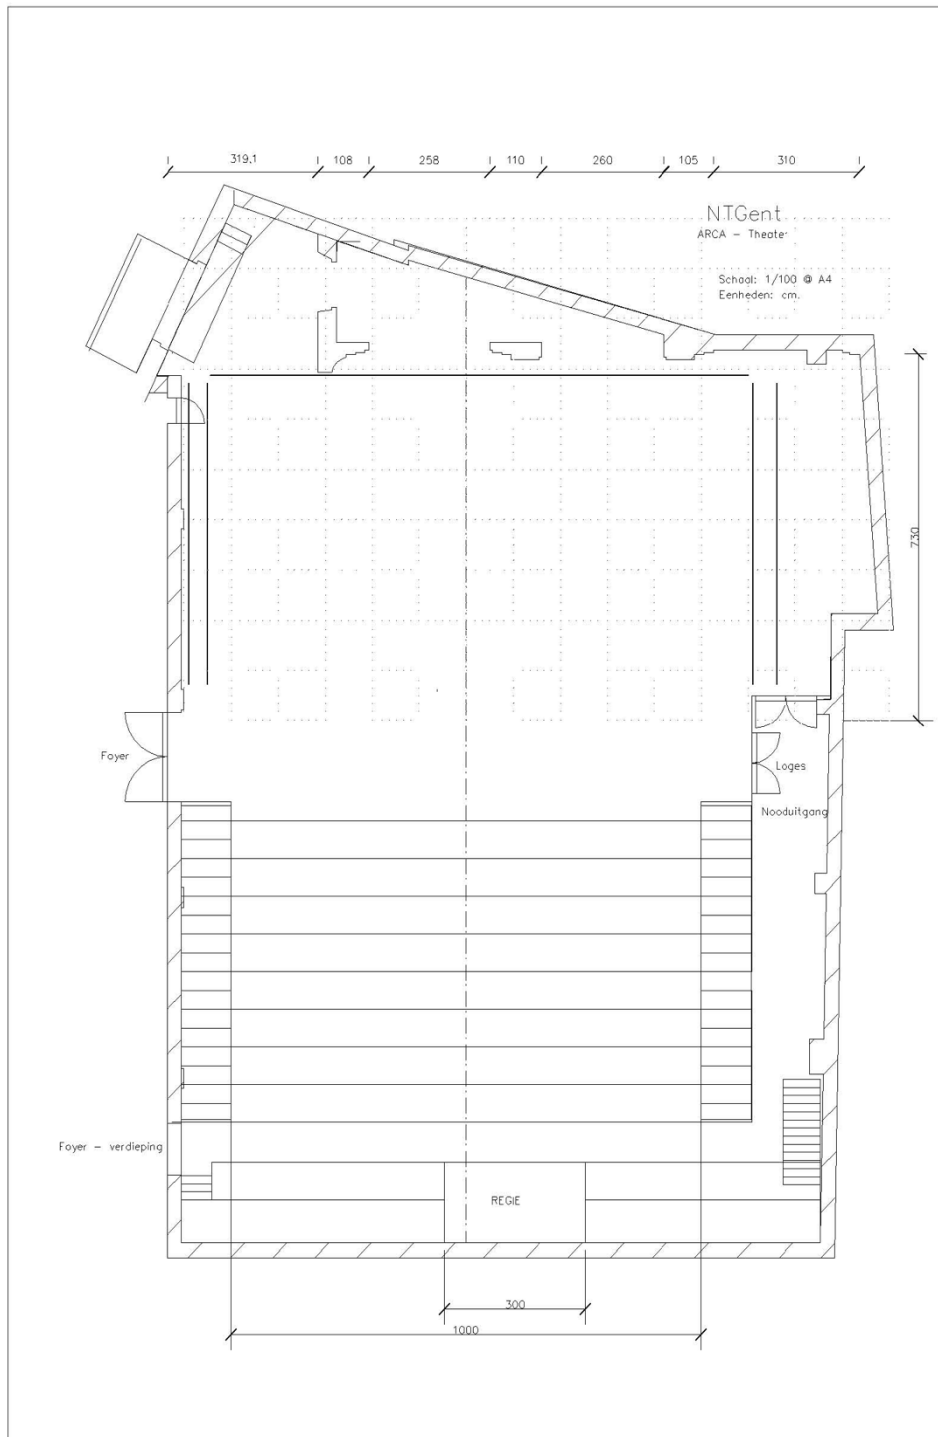 319,1 108 258 110 260 105 310
N.T.Gent
ARCA – Theater
Schaal: 1/100 @ A4
Eenheden: cm.
730
Foyer
Loges
Nooduitgang
Foyer – verdieping
REGIE
300
1000